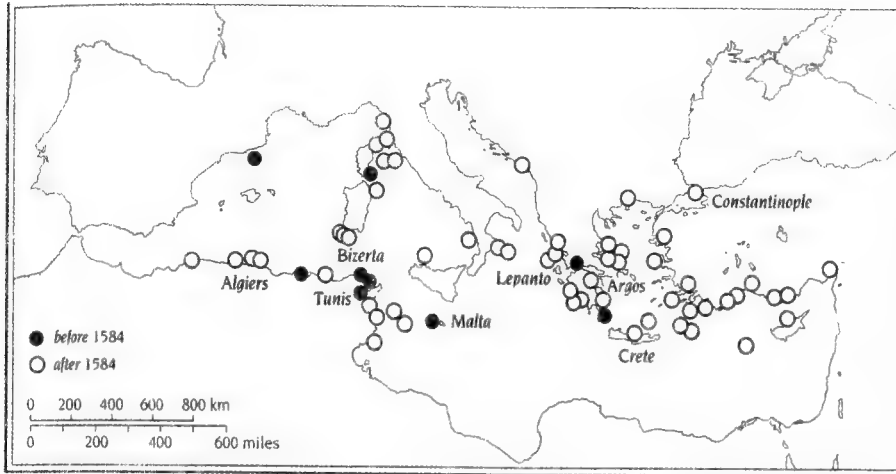 Constantinople
Bizerta
Lepanto
Algiers
Argos
Tunis
Malta
Crete
before 1584
after 1584
0 200 400 600 800 km
0 200 400 600 miles